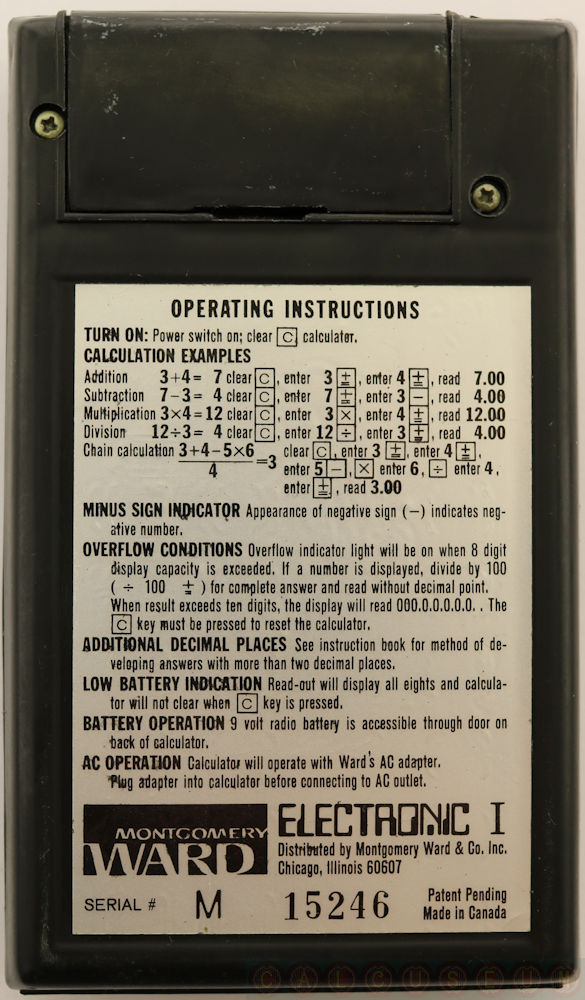 OPERATING INSTRUCTIONS
TURN ON: Power switch on; clear C calculator.
CALCULATION EXAMPLES
Addition 3+4= 7 clear C, enter 3 ±, enter 4 ±, read 7.00
Subtraction 7-3= 4 clear C, enter 7 ±, enter 3 -, read 4.00
Multiplication 3×4=12 clear C, enter 3 ×, enter 4 ±, read 12.00
Division 12÷3= 4 clear C, enter 12 ÷, enter 3 ±, read 4.00
Chain calculation 3+4-5×6 / 4 =3 clear C, enter 3 ±, enter 4 ±,
enter 5 -, × enter 6, ÷ enter 4,
enter ±, read 3.00
MINUS SIGN INDICATOR Appearance of negative sign (-) indicates neg-
ative number.
OVERFLOW CONDITIONS Overflow indicator light will be on when 8 digit
display capacity is exceeded. If a number is displayed, divide by 100
( ÷ 100 ± ) for complete answer and read without decimal point.
When result exceeds ten digits, the display will read 000.0.0.0.0.0. . The
C key must be pressed to reset the calculator.
ADDITIONAL DECIMAL PLACES See instruction book for method of de-
veloping answers with more than two decimal places.
LOW BATTERY INDICATION Read-out will display all eights and calcula-
tor will not clear when C key is pressed.
BATTERY OPERATION 9 volt radio battery is accessible through door on
back of calculator.
AC OPERATION Calculator will operate with Ward's AC adapter.
Plug adapter into calculator before connecting to AC outlet.
MONTGOMERY
WARD
ELECTRONIC I
Distributed by Montgomery Ward & Co. Inc.
Chicago, Illinois 60607
SERIAL # M 15246
Patent Pending
Made in Canada
CALCUSEUM